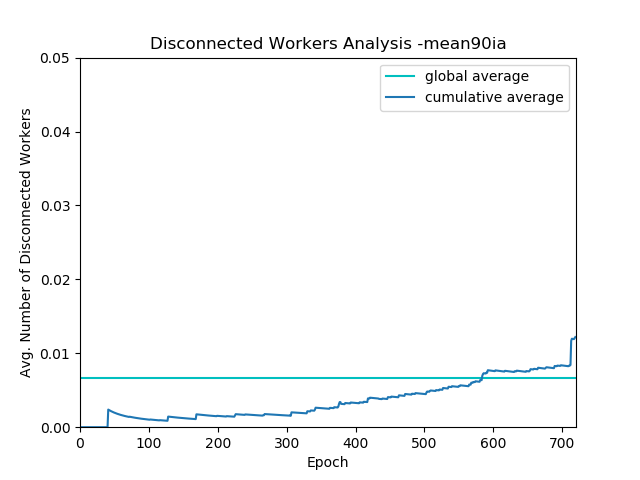 Disconnected Workers Analysis -mean90ia
global average
cumulative average
Avg. Number of Disconnected Workers
0.05
0.04
0.03
0.02
0.01
0.00
0 100 200 300 400 500 600 700
Epoch